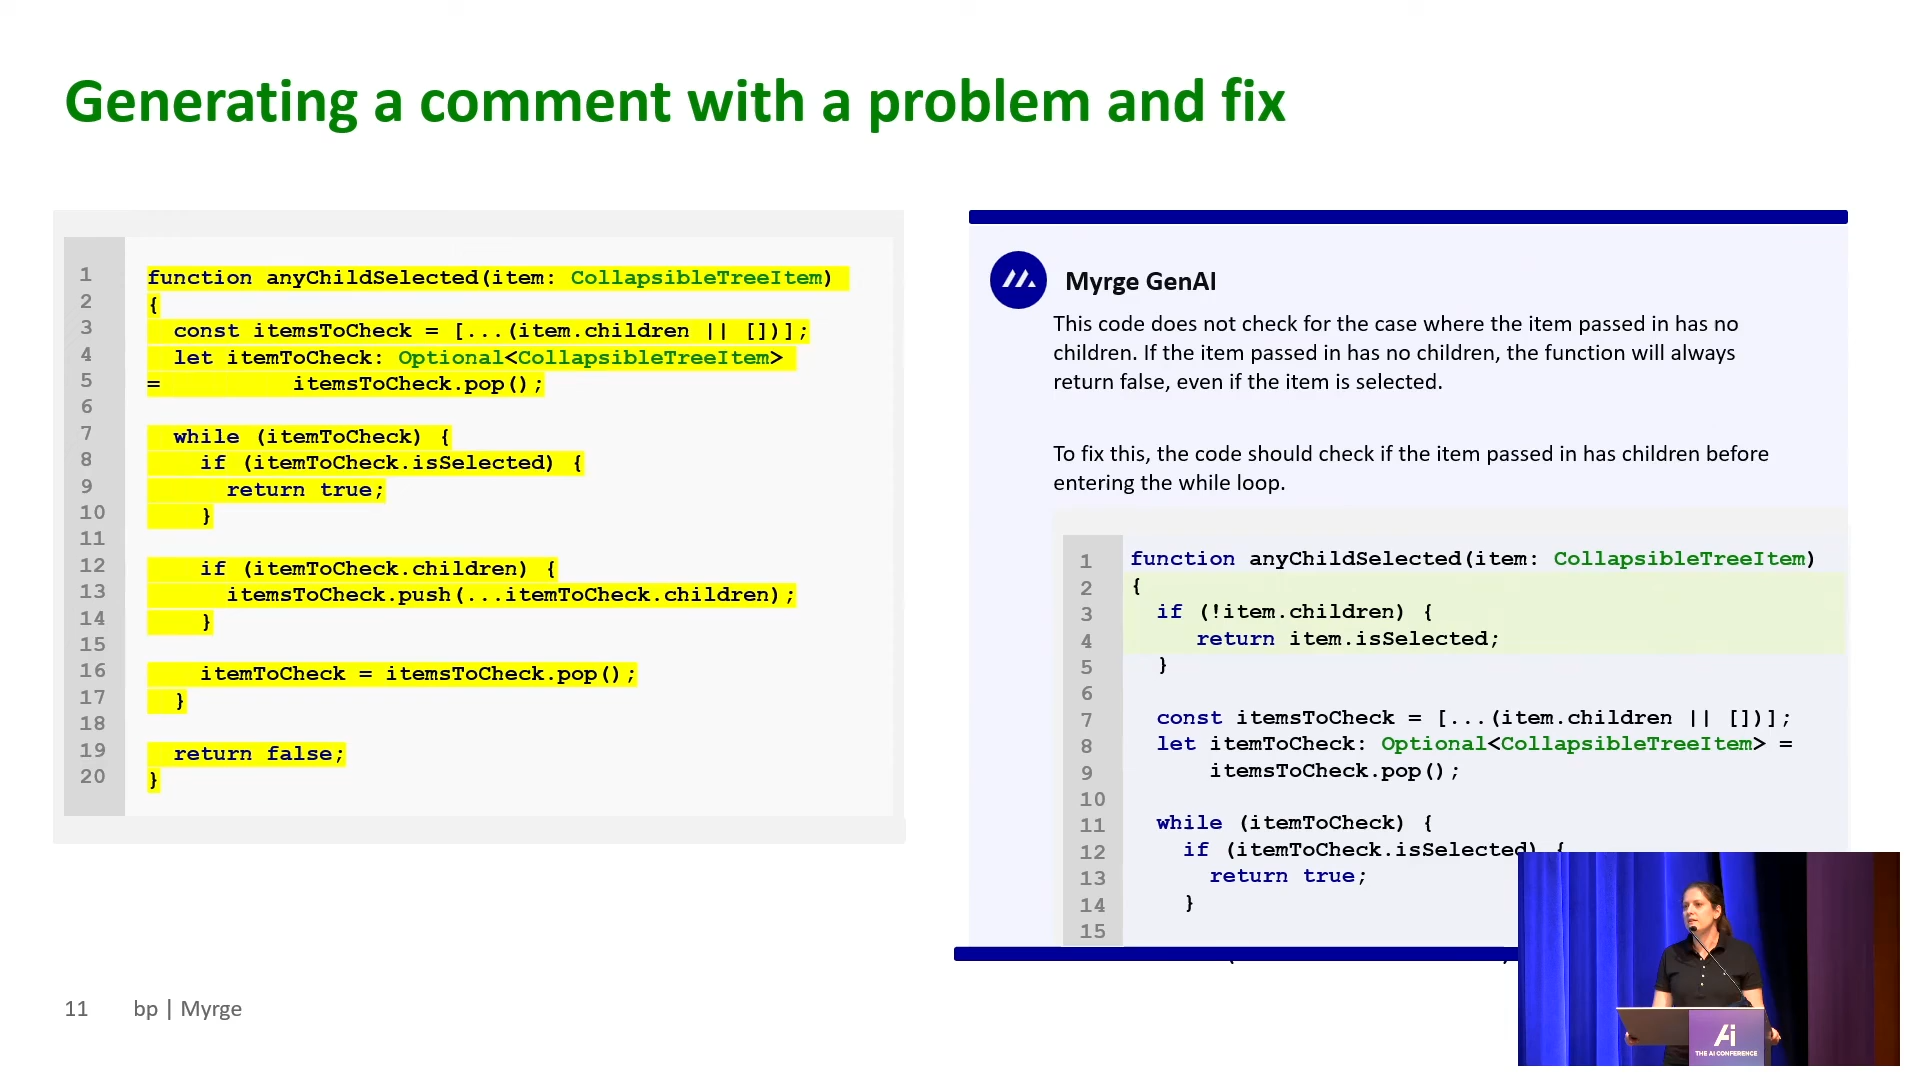 Generating a comment with a problem and fix
1 function anyChildSelected(item: CollapsibleTreeItem)
2 {
3 const itemsToCheck = [...(item.children || [])];
4 let itemToCheck: Optional<CollapsibleTreeItem>
5 = itemsToCheck.pop();
6
7 while (itemToCheck) {
8 if (itemToCheck.isSelected) {
9 return true;
10 }
11
12 if (itemToCheck.children) {
13 itemsToCheck.push(...itemToCheck.children);
14 }
15
16 itemToCheck = itemsToCheck.pop();
17 }
18
19 return false;
20 }
Myrge GenAI
This code does not check for the case where the item passed in has no
children. If the item passed in has no children, the function will always
return false, even if the item is selected.
To fix this, the code should check if the item passed in has children before
entering the while loop.
1 function anyChildSelected(item: CollapsibleTreeItem)
2 {
3 if (!item.children) {
4 return item.isSelected;
5 }
6
7 const itemsToCheck = [...(item.children || [])];
8 let itemToCheck: Optional<CollapsibleTreeItem> =
9 itemsToCheck.pop();
10
11 while (itemToCheck) {
12 if (itemToCheck.isSelected) {
13 return true;
14 }
15
11 bp | Myrge
Ai
THE AI CONFERENCE